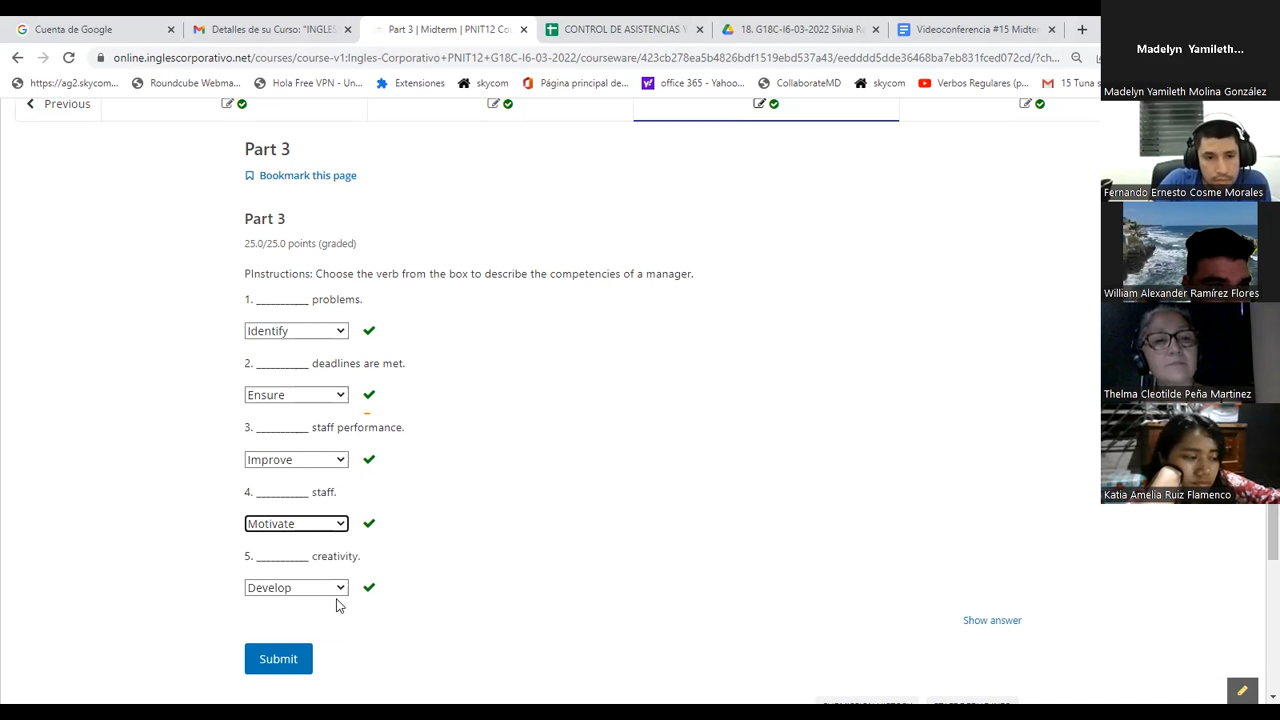 Cuenta de Google
Detalles de su Curso: "INGLES
Part 3 | Midterm | PNIT12 Co
CONTROL DE ASISTENCIAS Y
18. G18C-I6-03-2022 Silvia R
Videoconferencia #15 Midter
online.inglescorporativo.net/courses/course-v1:Ingles-Corporativo+PNIT12+G18C-I6-03-2022/courseware/423cb278ea5b4826bdf1519ebd537a43/eedddd5dde36468ba7eb831fced072cd/?ch...
https://ag2.skycom...
Roundcube Webma...
Hola Free VPN - Un...
Extensiones
skycom
Página principal de...
office 365 - Yahoo...
CollaborateMD
skycom
Verbos Regulares (p...
15 Tuna s
Previous
Part 3
Bookmark this page
Part 3
25.0/25.0 points (graded)
PInstructions: Choose the verb from the box to describe the competencies of a manager.
1. ___________ problems.
Identify
2. ___________ deadlines are met.
Ensure
3. ___________ staff performance.
Improve
4. ___________ staff.
Motivate
5. ___________ creativity.
Develop
Show answer
Submit
Madelyn Yamileth...
Madelyn Yamileth Molina González
Fernando Ernesto Cosme Morales
William Alexander Ramírez Flores
Thelma Cleotilde Peña Martinez
Katia Amelia Ruiz Flamenco